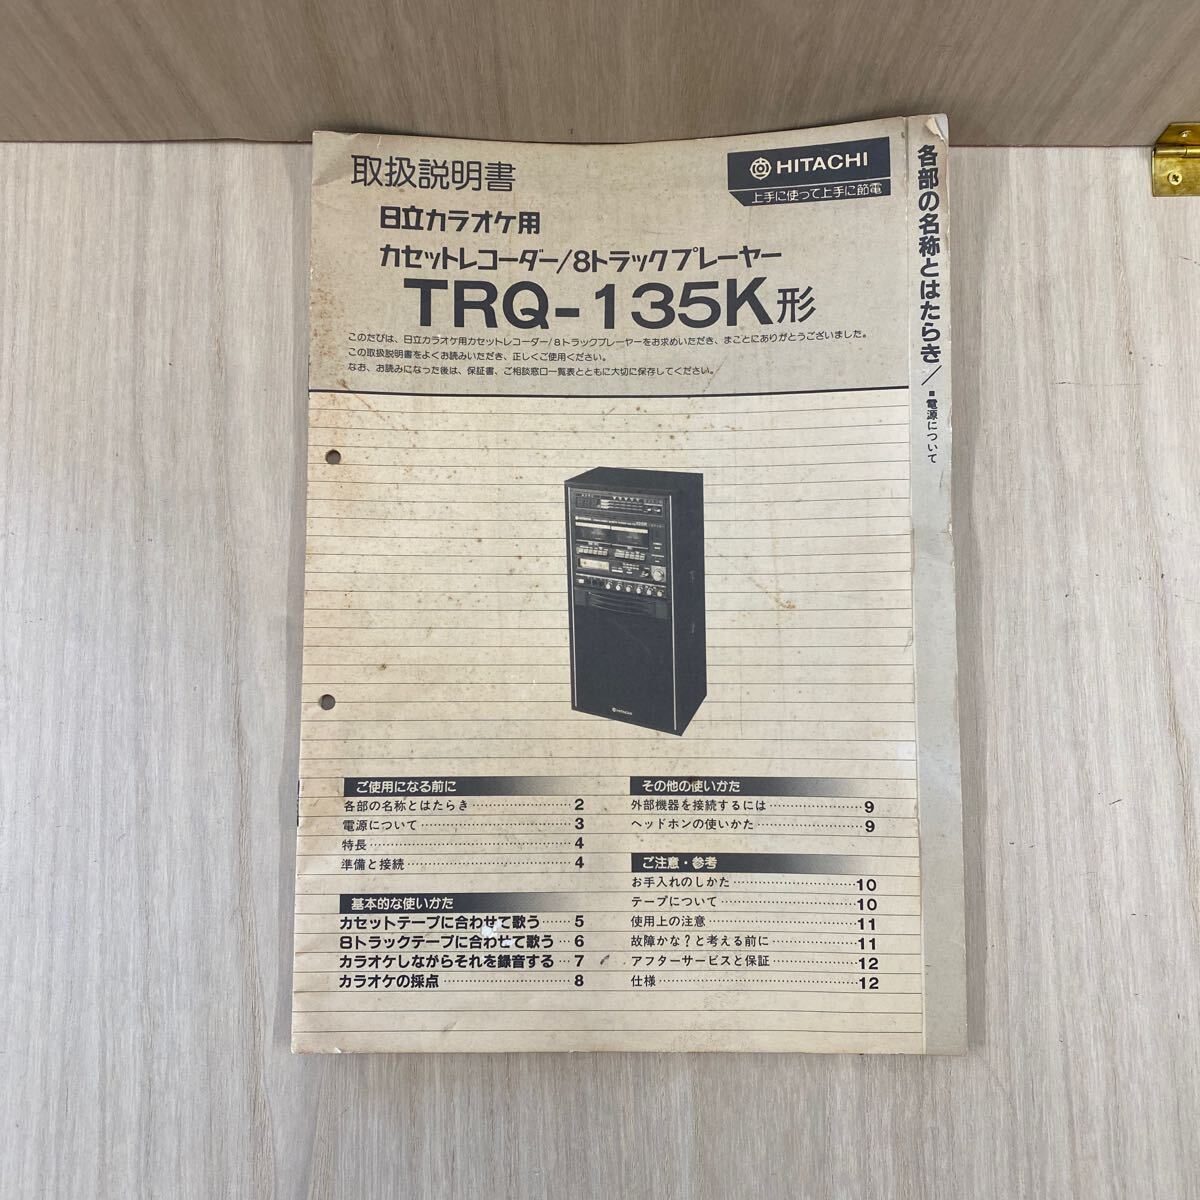 取扱説明書
HITACHI
上手に使って上手に節電
日立カラオケ用
カセットレコーダー/8トラックプレーヤー
TRQ-135K形
このたびは、日立カラオケ用カセットレコーダー/8トラックプレーヤーをお求めいただき、まことにありがとうございました。
この取扱説明書をよくお読みいただき、正しくご使用ください。
なお、お読みになった後は、保証書、ご相談窓口一覧表とともに大切に保存してください。
HITACHI
ご使用になる前に
各部の名称とはたらき……………2
電源について……………3
特長……………4
準備と接続……………4
基本的な使いかた
カセットテープに合わせて歌う……5
8トラックテープに合わせて歌う…6
カラオケしながらそれを録音する…7
カラオケの採点……………8
その他の使いかた
外部機器を接続するには……………9
ヘッドホンの使いかた……………9
ご注意・参考
お手入れのしかた……………10
テープについて……………10
使用上の注意……………11
故障かな?と考える前に……………11
アフターサービスと保証……………12
仕様……………12
各部の名称とはたらき/■電源について